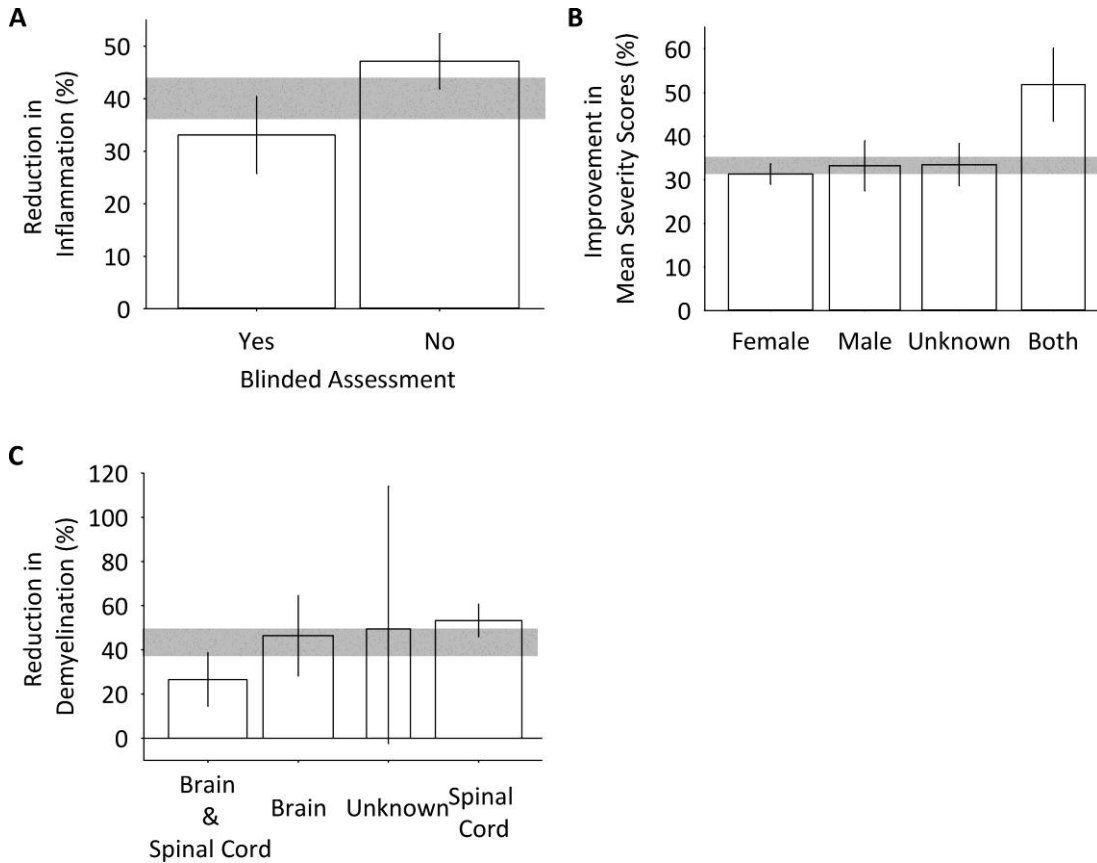 A
Reduction in
Inflammation (%)
50
40
30
20
10
0
Yes
No
Blinded Assessment
B
Improvement in
Mean Severity Scores (%)
60
50
40
30
20
10
0
Female
Male
Unknown
Both
C
Reduction in
Demyelination (%)
120
100
80
60
40
20
0
Brain
&
Spinal Cord
Brain
Unknown
Spinal
Cord